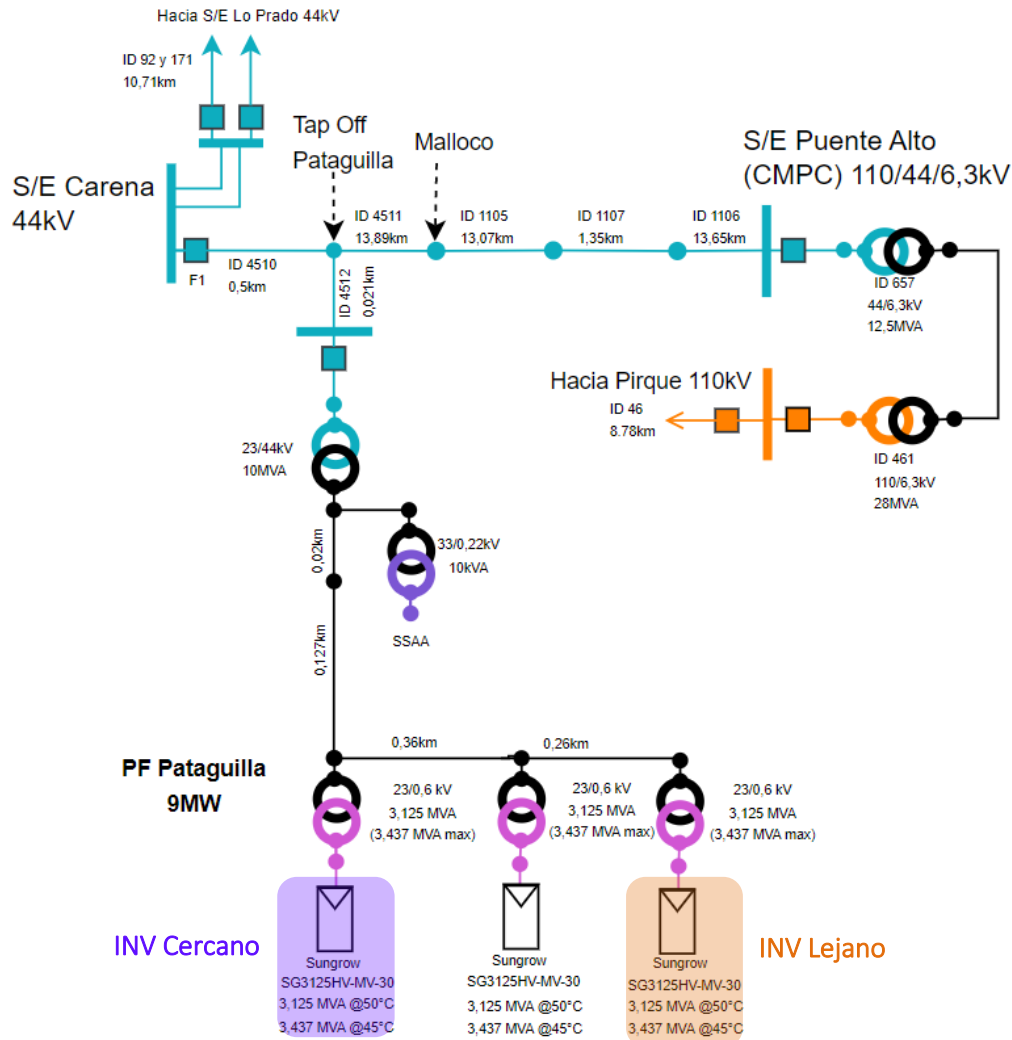 Hacia S/E Lo Prado 44kV
ID 92 y 171
10,71km
Tap Off
Pataguilla
Malloco
S/E Puente Alto
(CMPC) 110/44/6,3kV
S/E Carena
44kV
ID 4511
13,89km
ID 1105
13,07km
ID 1107
1,35km
ID 1106
13,65km
F1
ID 4510
0,5km
ID 4512
0,021km
ID 657
44/6,3kV
12,5MVA
Hacia Pirque 110kV
ID 46
8.78km
ID 461
110/6,3kV
28MVA
23/44kV
10MVA
0,02km
33/0,22kV
10kVA
SSAA
0,127km
0,36km
0,26km
PF Pataguilla
9MW
23/0,6 kV
3,125 MVA
(3,437 MVA max)
23/0,6 kV
3,125 MVA
(3,437 MVA max)
23/0,6 kV
3,125 MVA
(3,437 MVA max)
INV Cercano
INV Lejano
Sungrow
SG3125HV-MV-30
3,125 MVA @50°C
3,437 MVA @45°C
Sungrow
SG3125HV-MV-30
3,125 MVA @50°C
3,437 MVA @45°C
Sungrow
SG3125HV-MV-30
3,125 MVA @50°C
3,437 MVA @45°C